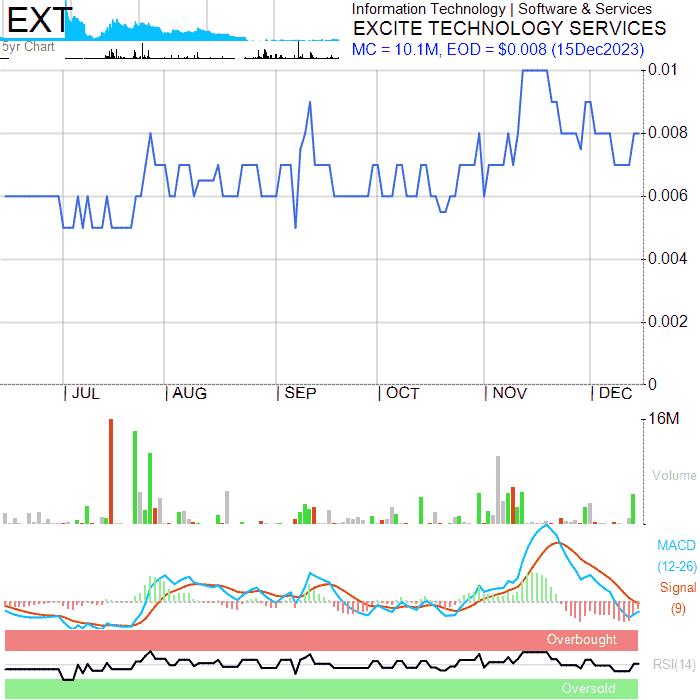 EXT
5yr Chart
Information Technology | Software & Services
EXCITE TECHNOLOGY SERVICES
MC = 10.1M, EOD = $0.008 (15Dec2023)
0.01
0.008
0.006
0.004
0.002
0
JUL AUG SEP OCT NOV DEC
16M
Volume
MACD
(12-26)
Signal
(9)
Overbought
RSI(14)
Oversold